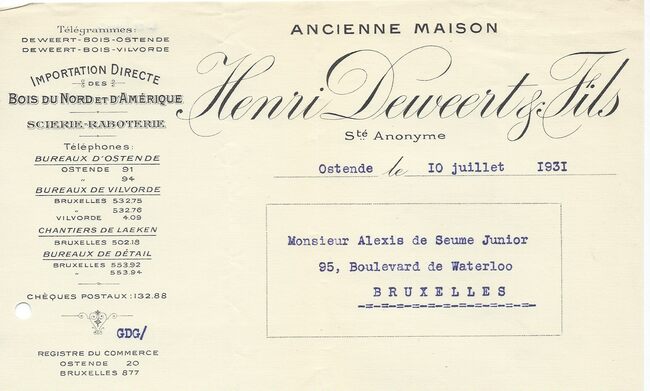 Télégrammes:
DEWEERT-BOIS-OSTENDE
DEWEERT-BOIS-VILVORDE
IMPORTATION DIRECTE
DES
BOIS DU NORD ET D'AMÉRIQUE
SCIERIE-RABOTERIE
Téléphones:
BUREAUX D'OSTENDE
OSTENDE 91
„ 94
BUREAUX DE VILVORDE
BRUXELLES 532.75
„ 532.76
VILVORDE 4.09
CHANTIERS DE LAEKEN
BRUXELLES 502.18
BUREAUX DE DÉTAIL
BRUXELLES 553.92
„ 553.94
CHÈQUES POSTAUX: 132.88
GDG/
REGISTRE DU COMMERCE
OSTENDE 20
BRUXELLES 877
ANCIENNE MAISON
Henri Deweert & Fils
Sté Anonyme
Ostende le 10 juillet 1931
Monsieur Alexis de Seume Junior
95, Boulevard de Waterloo
BRUXELLES